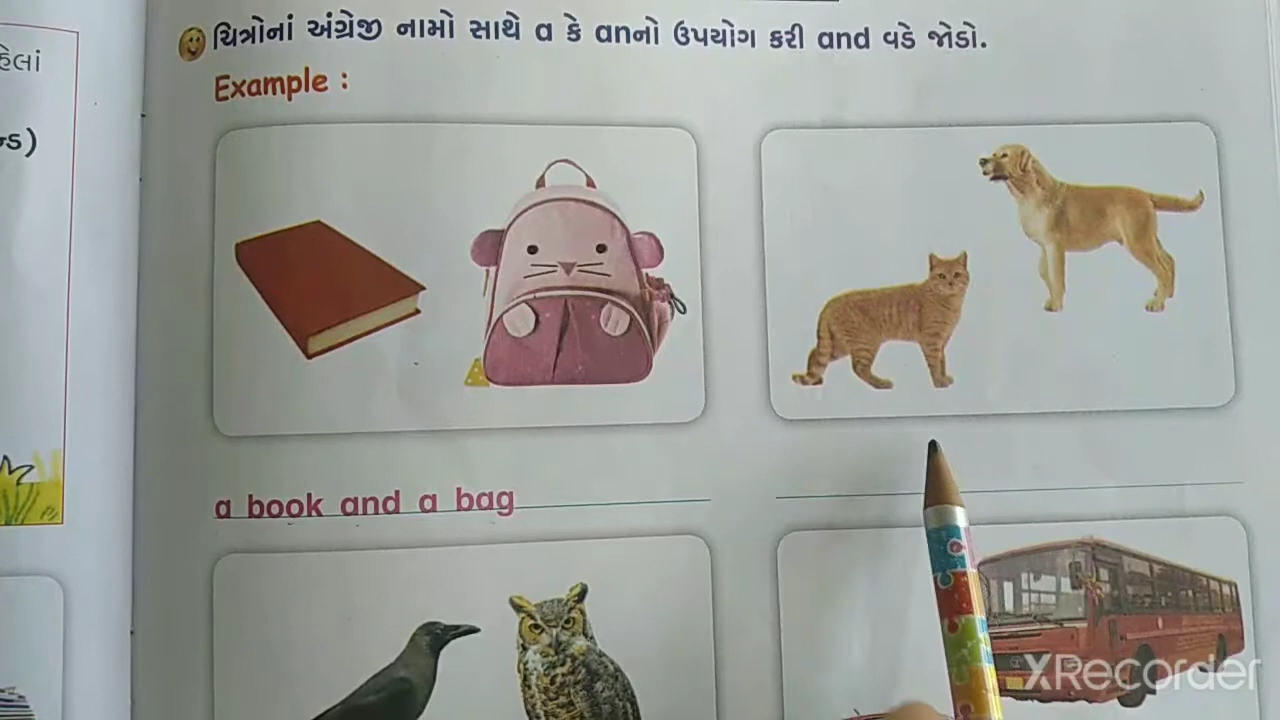 ચિત્રોનાં અંગ્રેજી નામો સાથે a કે anનો ઉપયોગ કરી and વડે જોડો.
Example :
a book and a bag
XRecorder